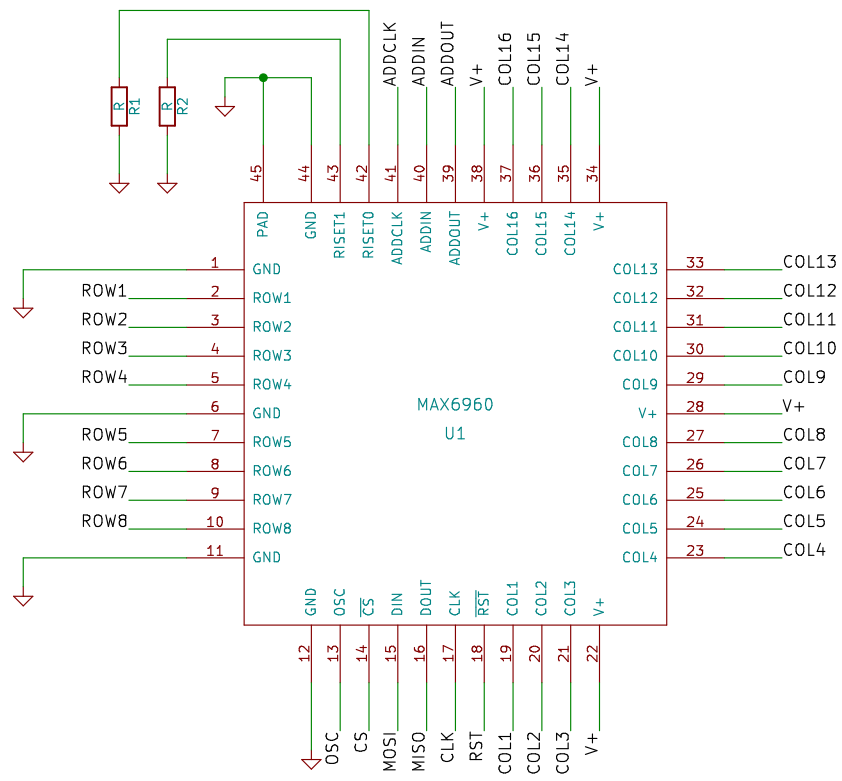 ADDCLK
ADDIN
ADDOUT
V+
COL16
COL15
COL14
V+
R
R1
R
R2
45
44
43
42
41
40
39
38
37
36
35
34
PAD
GND
RISET1
RISET0
ADDCLK
ADDIN
ADDOUT
V+
COL16
COL15
COL14
V+
1 GND
COL13 33 COL13
ROW1 2 ROW1
COL12 32 COL12
ROW2 3 ROW2
COL11 31 COL11
ROW3 4 ROW3
COL10 30 COL10
ROW4 5 ROW4
COL9 29 COL9
MAX6960
6 GND
V+ 28 V+
U1
ROW5 7 ROW5
COL8 27 COL8
ROW6 8 ROW6
COL7 26 COL7
ROW7 9 ROW7
COL6 25 COL6
ROW8 10 ROW8
COL5 24 COL5
11 GND
COL4 23 COL4
GND
OSC
CS
DIN
DOUT
CLK
RST
COL1
COL2
COL3
V+
12
13
14
15
16
17
18
19
20
21
22
OSC
CS
MOSI
MISO
CLK
RST
COL1
COL2
COL3
V+